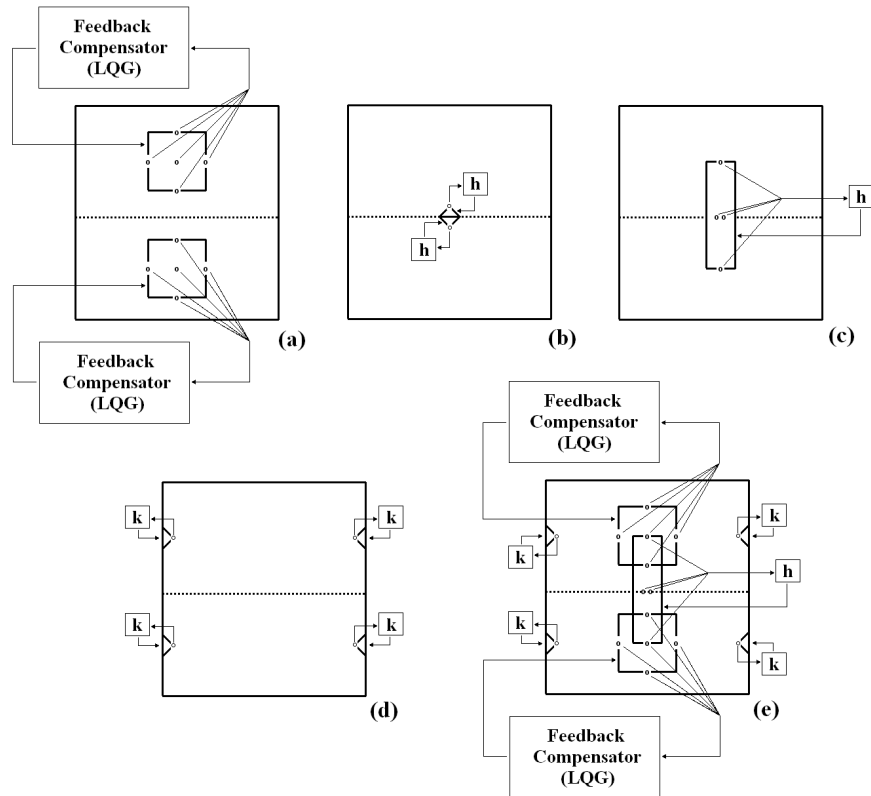 Feedback
Compensator
(LQG)
h
h
h
(a)
(b)
(c)
Feedback
Compensator
(LQG)
Feedback
Compensator
(LQG)
k
k
k
k
k
k
h
k
k
k
k
(d)
(e)
Feedback
Compensator
(LQG)